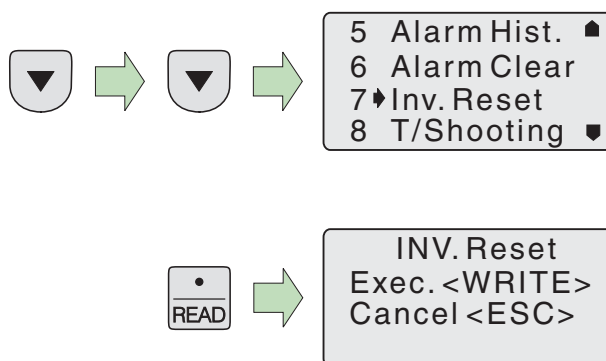 5 Alarm Hist.
6 Alarm Clear
7 Inv. Reset
8 T/Shooting
READ
INV. Reset
Exec. <WRITE>
Cancel <ESC>